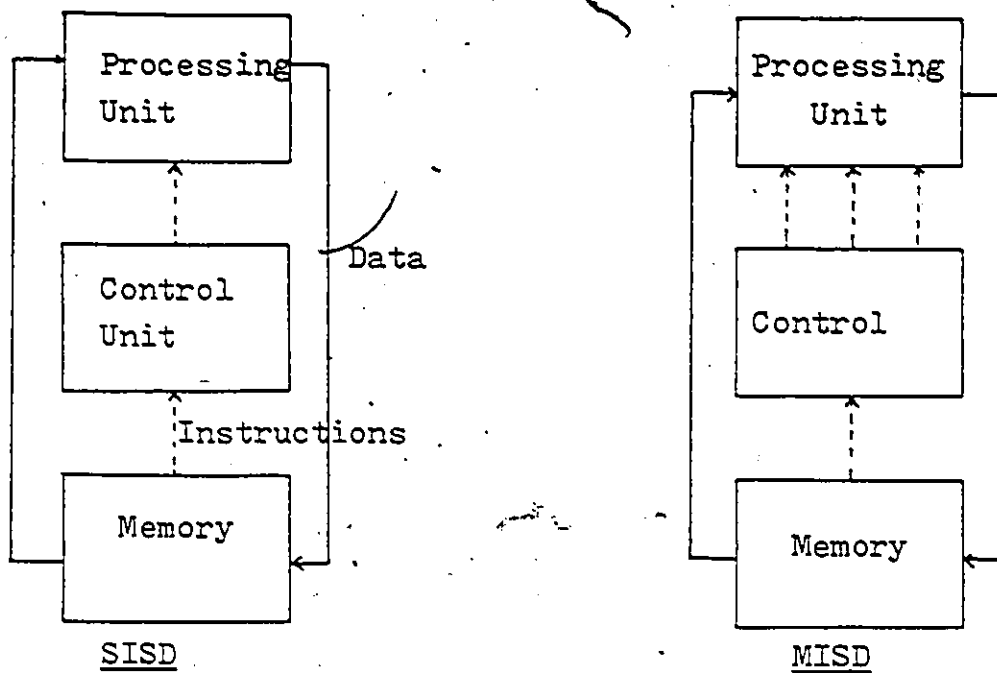 Processing
Unit
Data
Control
Unit
Instructions
Memory
SISD
Processing
Unit
Control
Memory
MISD